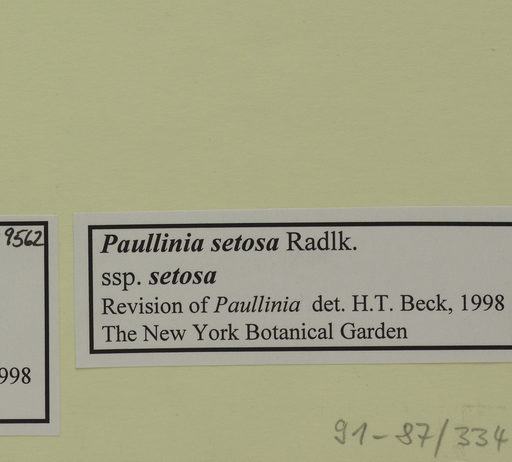 9562
998
Paullinia setosa Radlk.
ssp. setosa
Revision of Paullinia det. H.T. Beck, 1998
The New York Botanical Garden
91-87/334